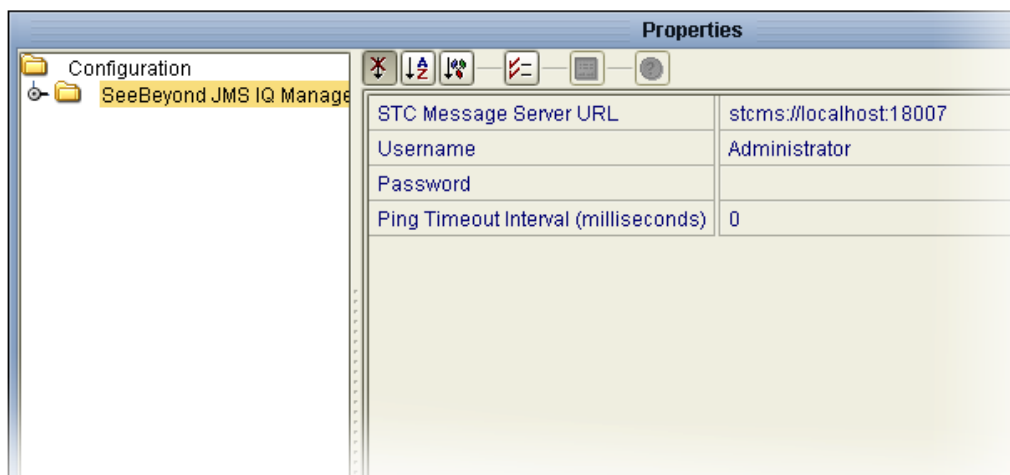 Properties
Configuration
SeeBeyond JMS IQ Manage
STC Message Server URL stcms://localhost:18007
Username Administrator
Password
Ping Timeout Interval (milliseconds) 0